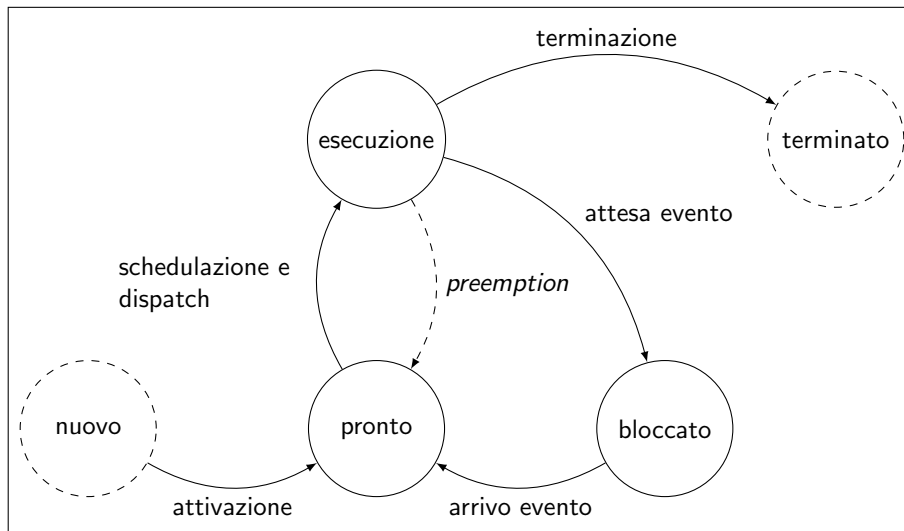 terminazione
esecuzione
terminato
attesa evento
schedulazione e
dispatch
preemption
nuovo
pronto
bloccato
attivazione
arrivo evento